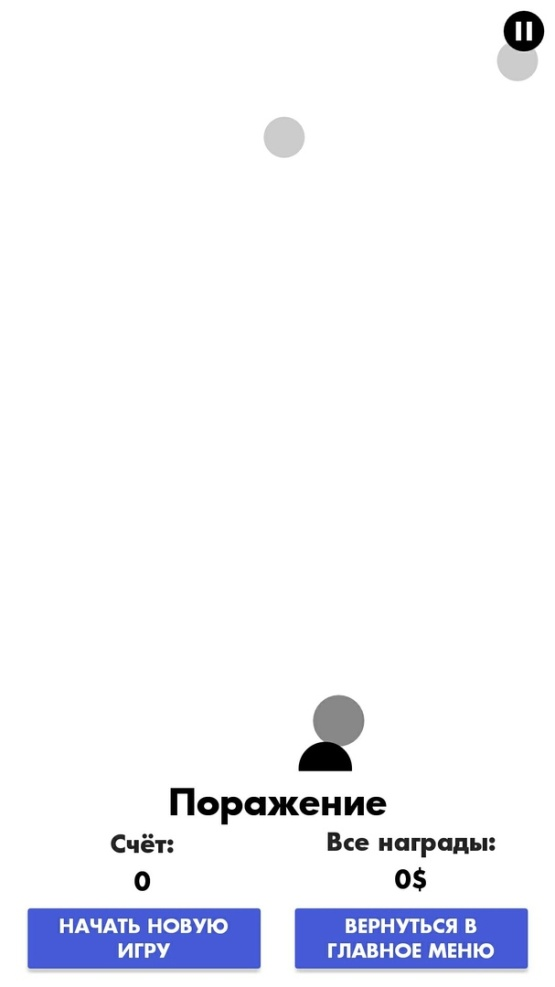 Поражение
Счёт:
Все награды:
0
0$
НАЧАТЬ НОВУЮ
ИГРУ
ВЕРНУТЬСЯ В
ГЛАВНОЕ МЕНЮ